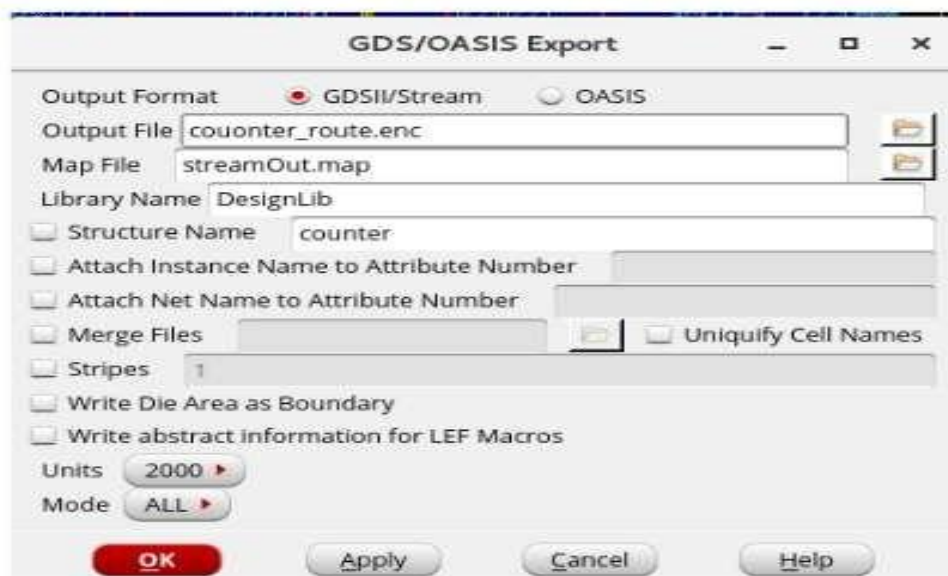 GDS/OASIS Export
Output Format GDSII/Stream OASIS
Output File couonter_route.enc
Map File streamOut.map
Library Name DesignLib
Structure Name counter
Attach Instance Name to Attribute Number
Attach Net Name to Attribute Number
Merge Files Uniquify Cell Names
Stripes 1
Write Die Area as Boundary
Write abstract information for LEF Macros
Units 2000
Mode ALL
OK Apply Cancel Help